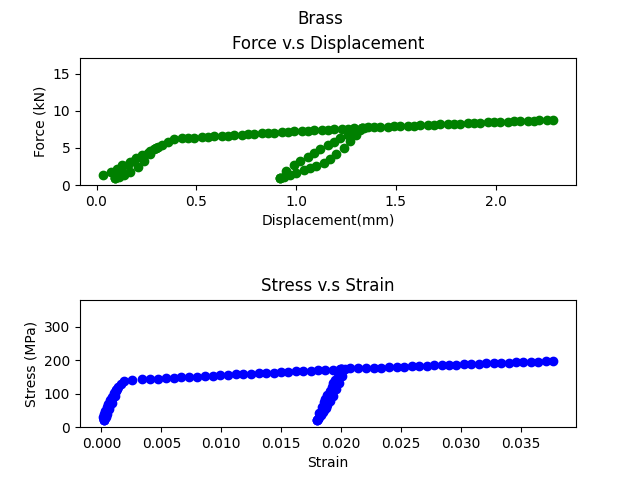 Brass
Force v.s Displacement
15
10
5
0
Force (kN)
0.0 0.5 1.0 1.5 2.0
Displacement(mm)
Stress v.s Strain
300
200
100
0
Stress (MPa)
0.000 0.005 0.010 0.015 0.020 0.025 0.030 0.035
Strain